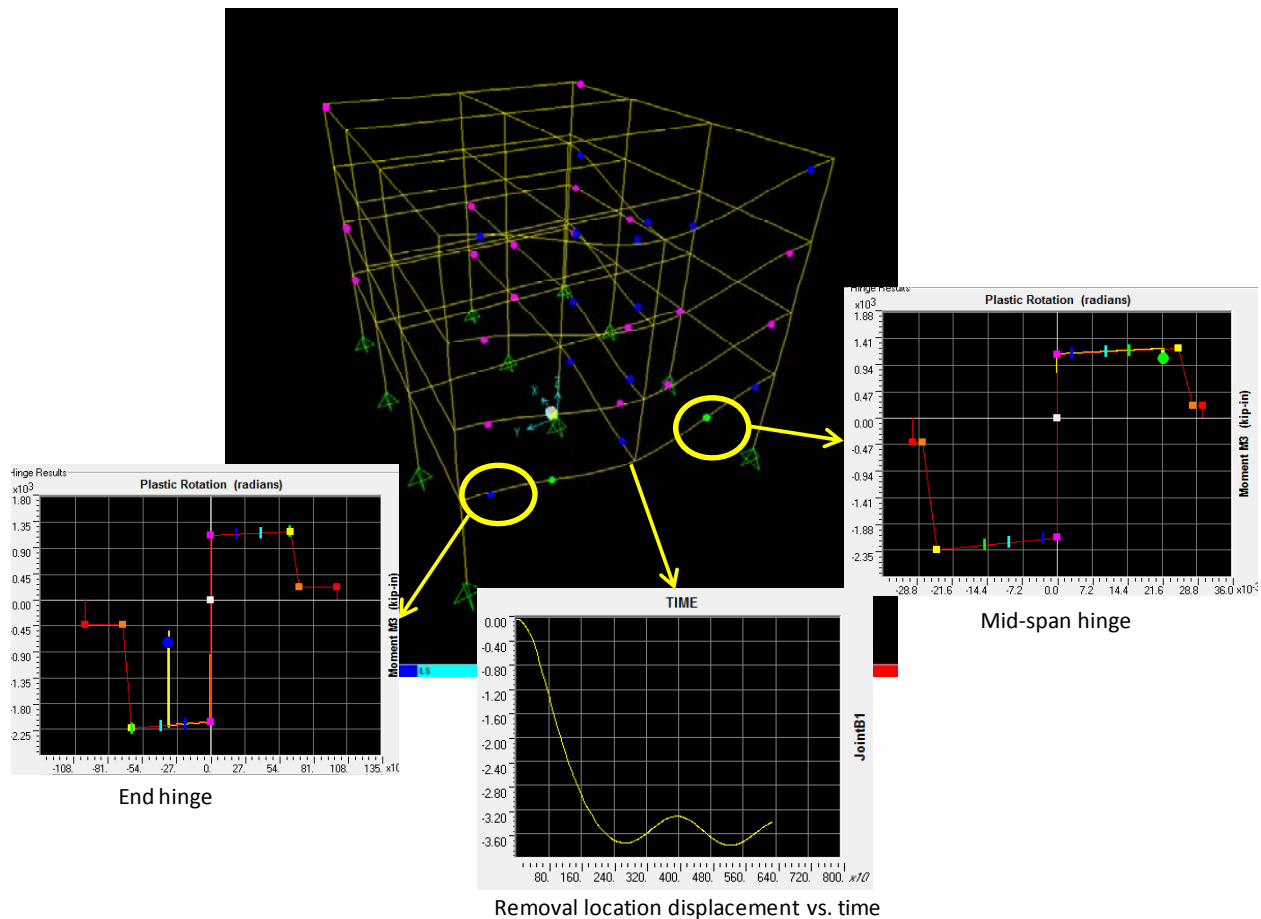 X
Y
Z
Hinge Results
Plastic Rotation (radians)
x10³
1.88
1.41
0.94
0.47
0.00
-0.47
-0.94
-1.41
-1.88
-2.35
Moment M3 (kip-in)
-28.8 -21.6 -14.4 -7.2 0.0 7.2 14.4 21.6 28.8 36.0 x10⁻³
Mid-span hinge
Hinge Results
Plastic Rotation (radians)
x10³
1.80
1.35
0.90
0.45
0.00
-0.45
-0.90
-1.35
-1.80
-2.25
Moment M3 (kip-in)
-108. -81. -54. -27. 0. 27. 54. 81. 108. 135. x10
End hinge
LS
TIME
0.00
-0.40
-0.80
-1.20
-1.60
-2.00
-2.40
-2.80
-3.20
-3.60
JointB1
80. 160. 240. 320. 400. 480. 560. 640. 720. 800. x10
Removal location displacement vs. time